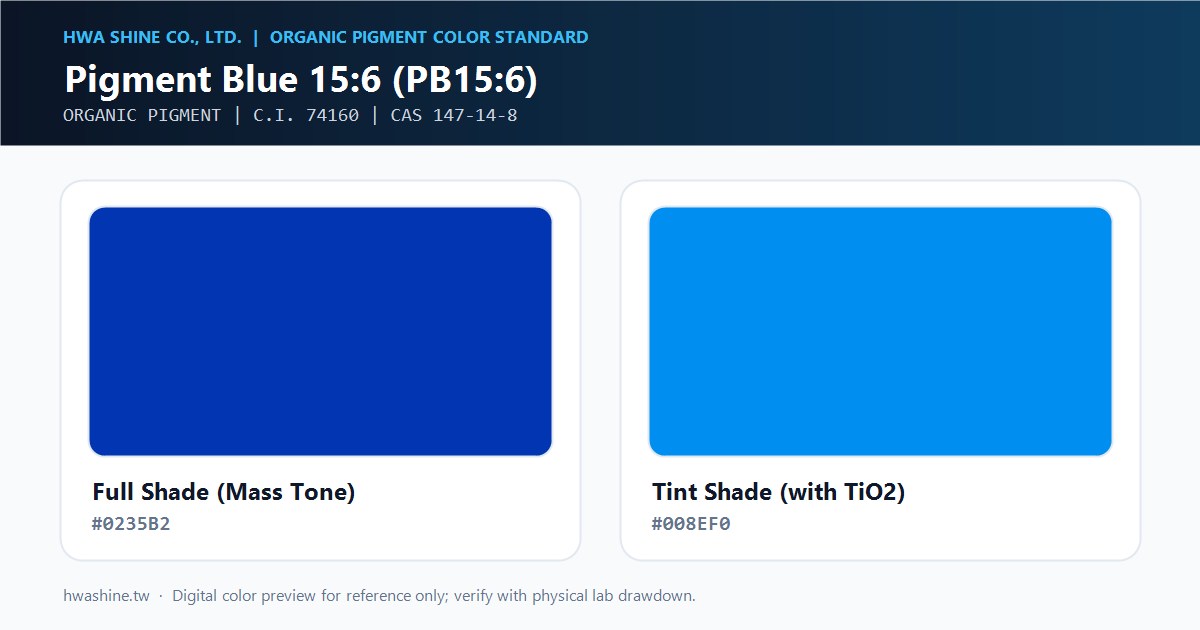 HWA SHINE CO., LTD. | ORGANIC PIGMENT COLOR STANDARD
Pigment Blue 15:6 (PB15:6)
ORGANIC PIGMENT | C.I. 74160 | CAS 147-14-8
Full Shade (Mass Tone)
#0235B2
Tint Shade (with TiO2)
#008EF0
hwashine.tw · Digital color preview for reference only; verify with physical lab drawdown.